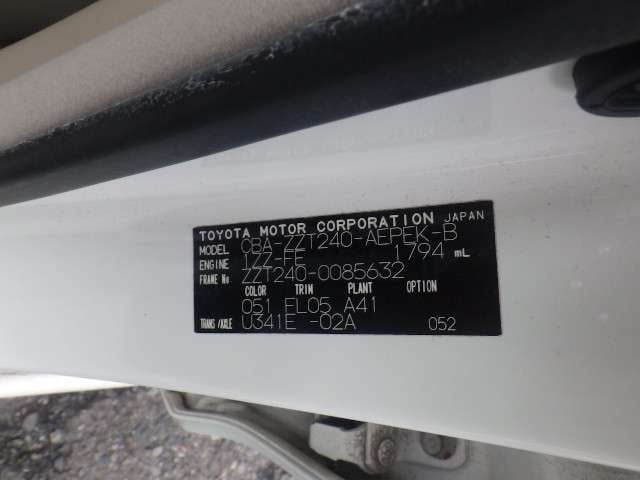 TOYOTA MOTOR CORPORATION JAPAN
MODEL CBA-ZZT240-AEPEK-B
ENGINE 1ZZ-FE 1794 mL
FRAME No ZZT240-0085632
COLOR TRIM PLANT OPTION
051 FL05 A41
TRANS/AXLE U341E -02A 052